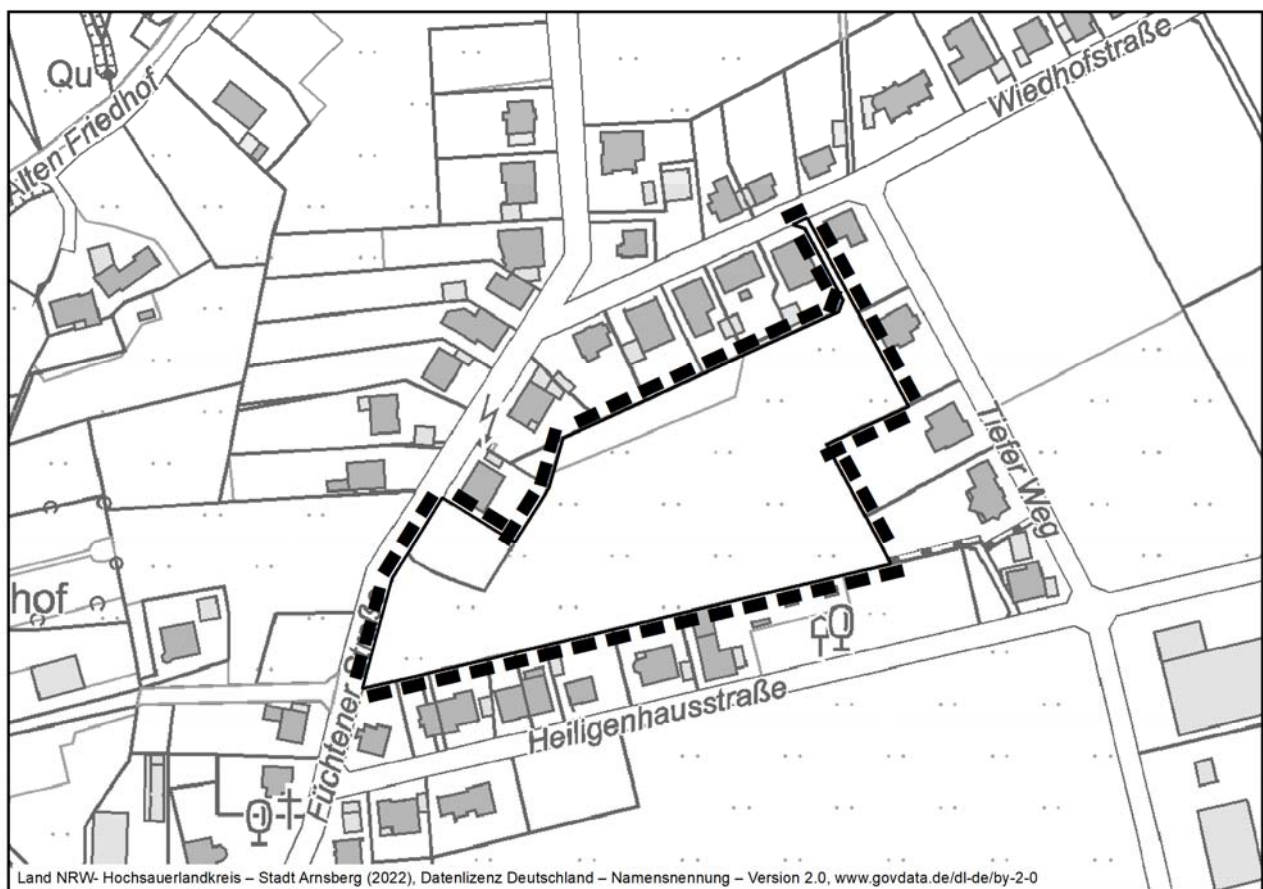 Qu
Alten Friedhof
Wiedhofstraße
Tiefer Weg
hof
Füchtener Straße
Heiligenhausstraße
Land NRW- Hochsauerlandkreis – Stadt Arnsberg (2022), Datenlizenz Deutschland – Namensnennung – Version 2.0, www.govdata.de/dl-de/by-2-0